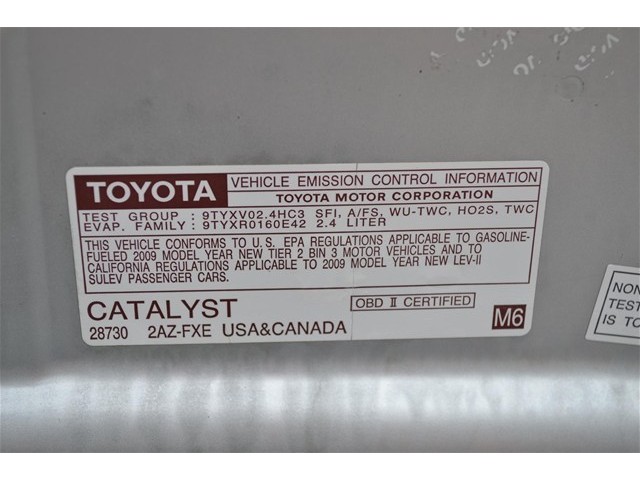 TOYOTA
VEHICLE EMISSION CONTROL INFORMATION
TOYOTA MOTOR CORPORATION
TEST GROUP : 9TYXV02.4HC3 SFI, A/FS, WU-TWC, HO2S, TWC
EVAP. FAMILY : 9TYXR0160E42 2.4 LITER
THIS VEHICLE CONFORMS TO U.S. EPA REGULATIONS APPLICABLE TO GASOLINE-
FUELED 2009 MODEL YEAR NEW TIER 2 BIN 3 MOTOR VEHICLES AND TO
CALIFORNIA REGULATIONS APPLICABLE TO 2009 MODEL YEAR NEW LEV-II
SULEV PASSENGER CARS.
CATALYST
OBD II CERTIFIED
28730 2AZ-FXE USA&CANADA
M6
NON
TEST
IS TO